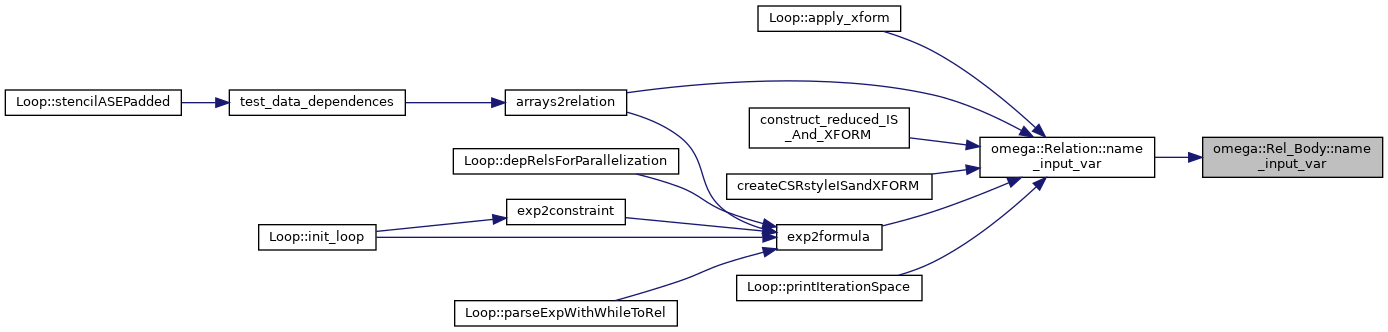 Loop::apply_xform
Loop::stencilASEPadded
test_data_dependences
arrays2relation
construct_reduced_IS
_And_XFORM
omega::Relation::name
_input_var
omega::Rel_Body::name
_input_var
Loop::depRelsForParallelization
createCSRstyleISandXFORM
exp2constraint
Loop::init_loop
exp2formula
Loop::printIterationSpace
Loop::parseExpWithWhileToRel